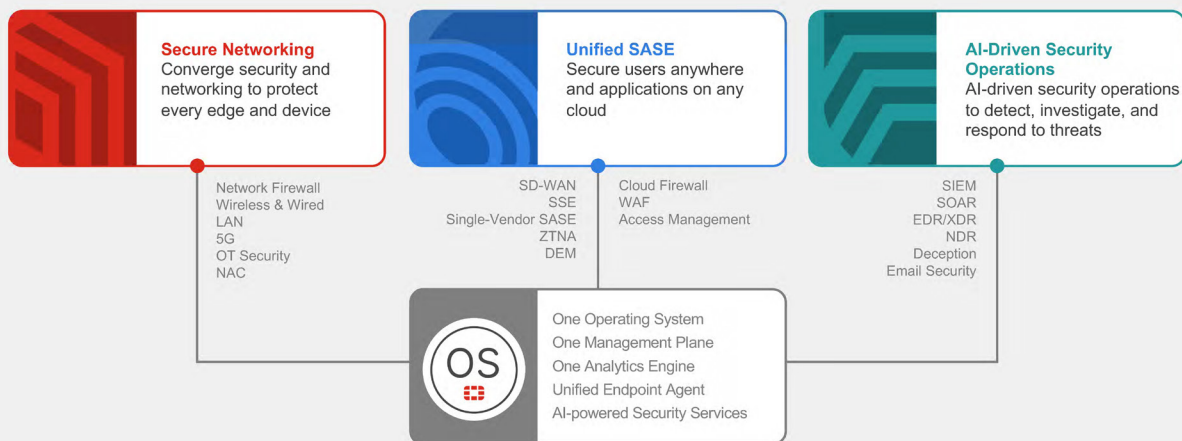 Secure Networking
Converge security and
networking to protect
every edge and device
Unified SASE
Secure users anywhere
and applications on any
cloud
AI-Driven Security
Operations
AI-driven security operations
to detect, investigate, and
respond to threats
Network Firewall
Wireless & Wired
LAN
5G
OT Security
NAC
SD-WAN
SSE
Single-Vendor SASE
ZTNA
DEM
Cloud Firewall
WAF
Access Management
SIEM
SOAR
EDR/XDR
NDR
Deception
Email Security
OS
One Operating System
One Management Plane
One Analytics Engine
Unified Endpoint Agent
AI-powered Security Services